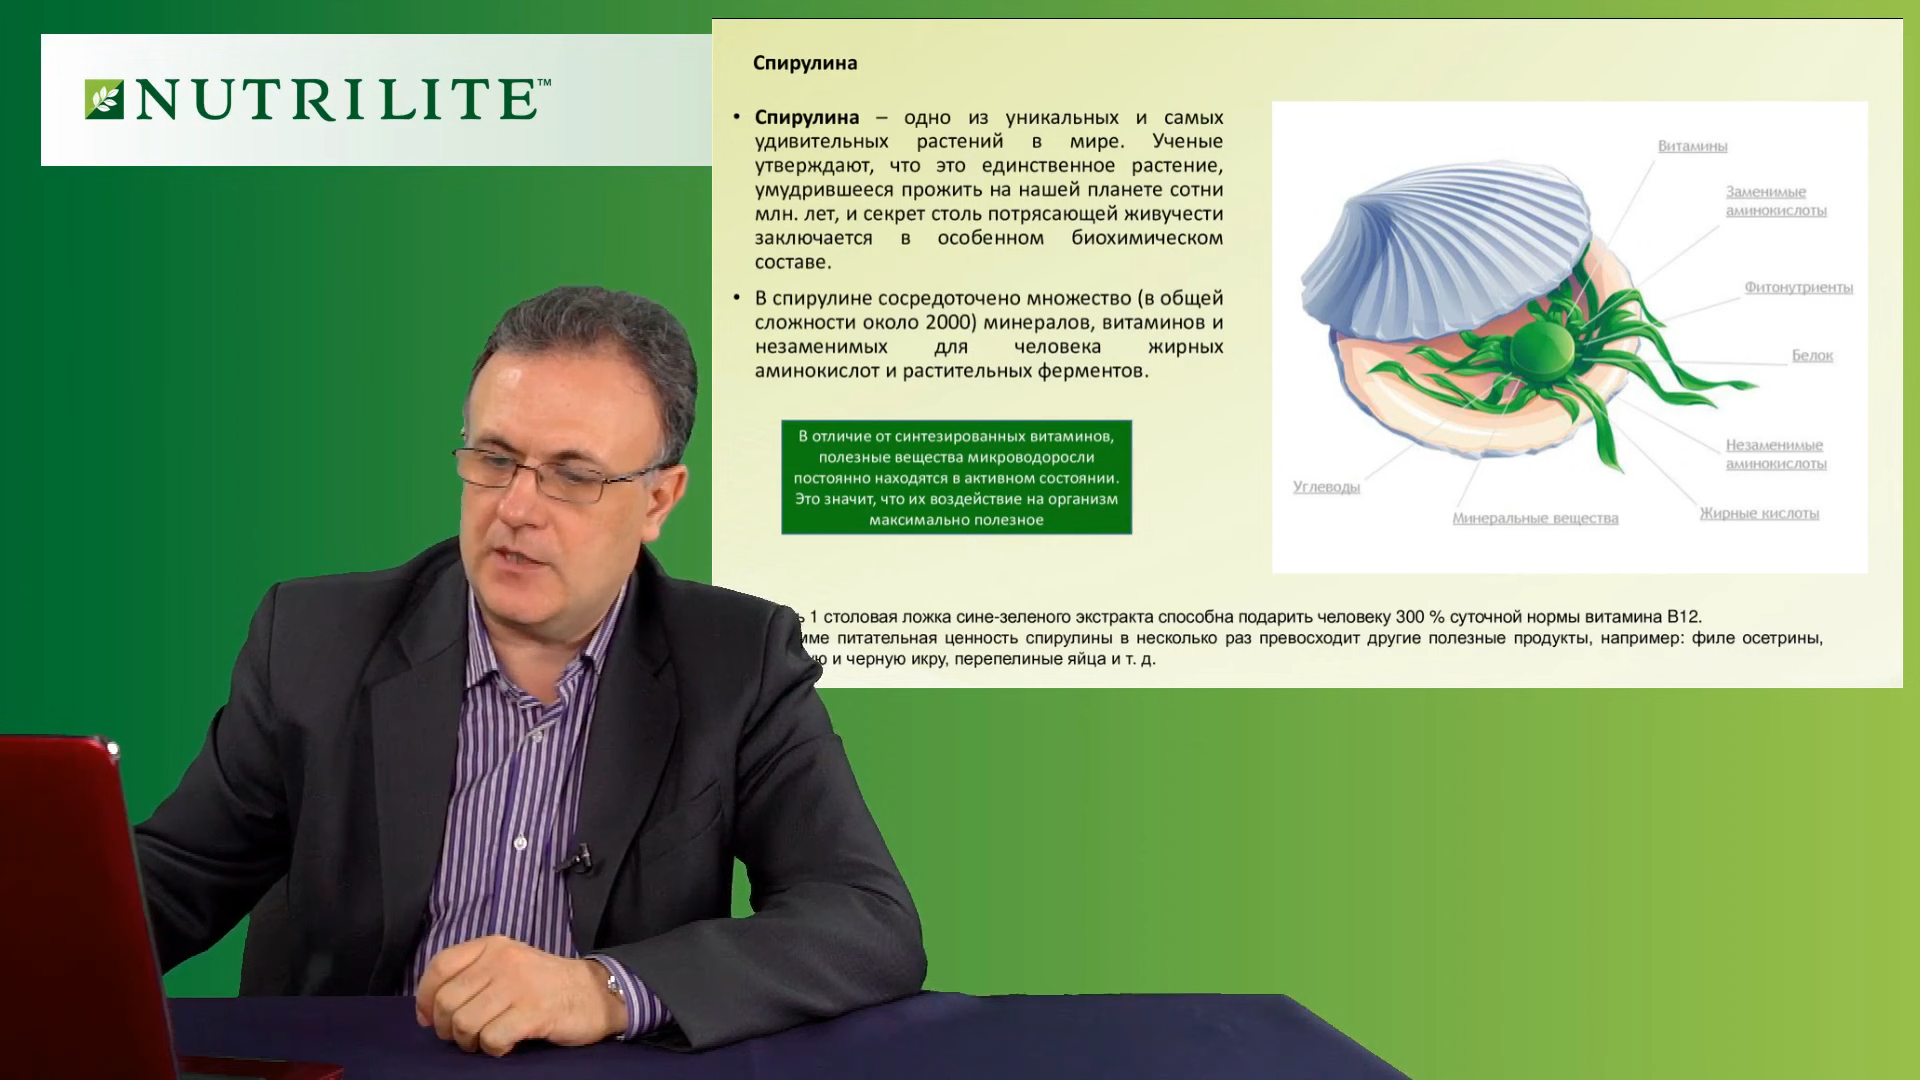 NUTRILITE™
Спирулина
• Спирулина – одно из уникальных и самых
удивительных растений в мире. Ученые
утверждают, что это единственное растение,
умудрившееся прожить на нашей планете сотни
млн. лет, и секрет столь потрясающей живучести
заключается в особенном биохимическом
составе.
• В спирулине сосредоточено множество (в общей
сложности около 2000) минералов, витаминов и
незаменимых для человека жирных
аминокислот и растительных ферментов.
В отличие от синтезированных витаминов,
полезные вещества микроводоросли
постоянно находятся в активном состоянии.
Это значит, что их воздействие на организм
максимально полезное
Витамины
Заменимые
аминокислоты
Фитонутриенты
Белок
Незаменимые
аминокислоты
Жирные кислоты
Минеральные вещества
Углеводы
1 столовая ложка сине-зеленого экстракта способна подарить человеку 300 % суточной нормы витамина В12.
питательная ценность спирулины в несколько раз превосходит другие полезные продукты, например: филе осетрины,
и черную икру, перепелиные яйца и т. д.